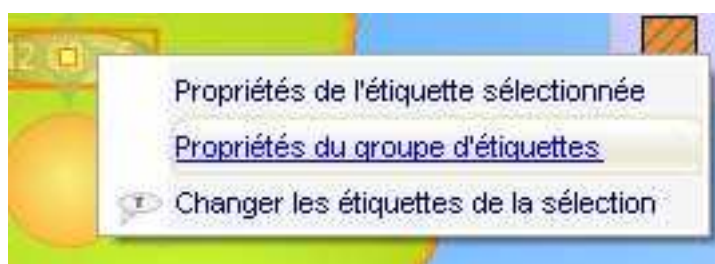 Propriétés de l'étiquette sélectionnée
Propriétés du groupe d'étiquettes
Changer les étiquettes de la sélection